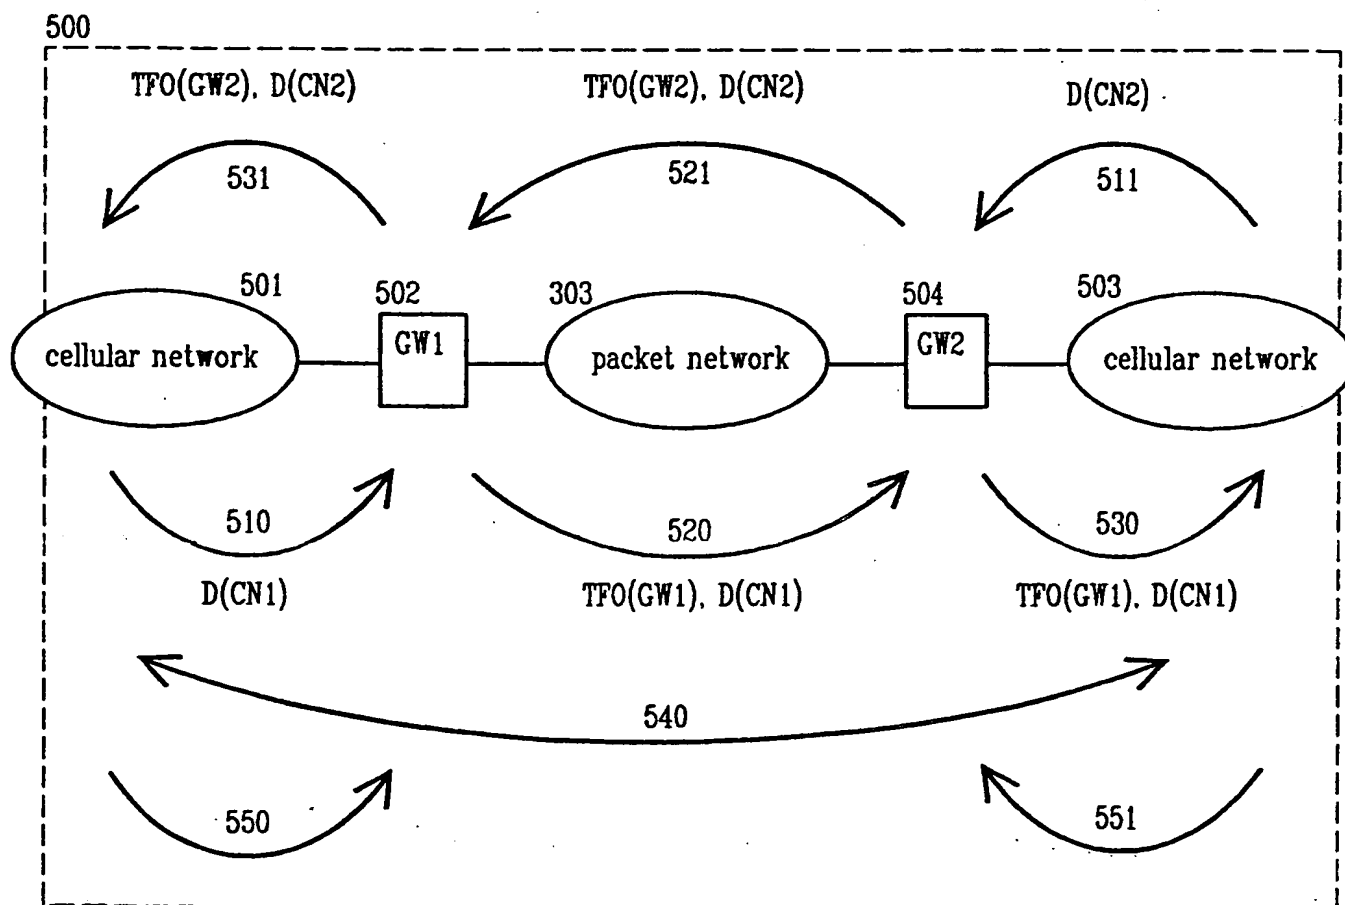 500
TFO(GW2), D(CN2)
TFO(GW2), D(CN2)
D(CN2)
531
521
511
501
502
303
504
503
cellular network
GW1
packet network
GW2
cellular network
510
520
530
D(CN1)
TFO(GW1), D(CN1)
TFO(GW1), D(CN1)
540
550
551